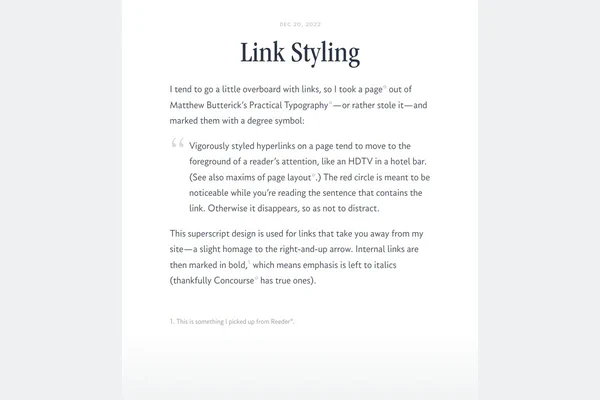 DEC 20, 2022
Link Styling
I tend to go a little overboard with links, so I took a page° out of
Matthew Butterick’s Practical Typography°—or rather stole it—and
marked them with a degree symbol:
“ Vigorously styled hyperlinks on a page tend to move to the
foreground of a reader’s attention, like an HDTV in a hotel bar.
(See also maxims of page layout°.) The red circle is meant to be
noticeable while you’re reading the sentence that contains the
link. Otherwise it disappears, so as not to distract.
This superscript design is used for links that take you away from my
site—a slight homage to the right-and-up arrow. Internal links are
then marked in bold,¹ which means emphasis is left to italics
(thankfully Concourse° has true ones).
1. This is something I picked up from Reeder°.